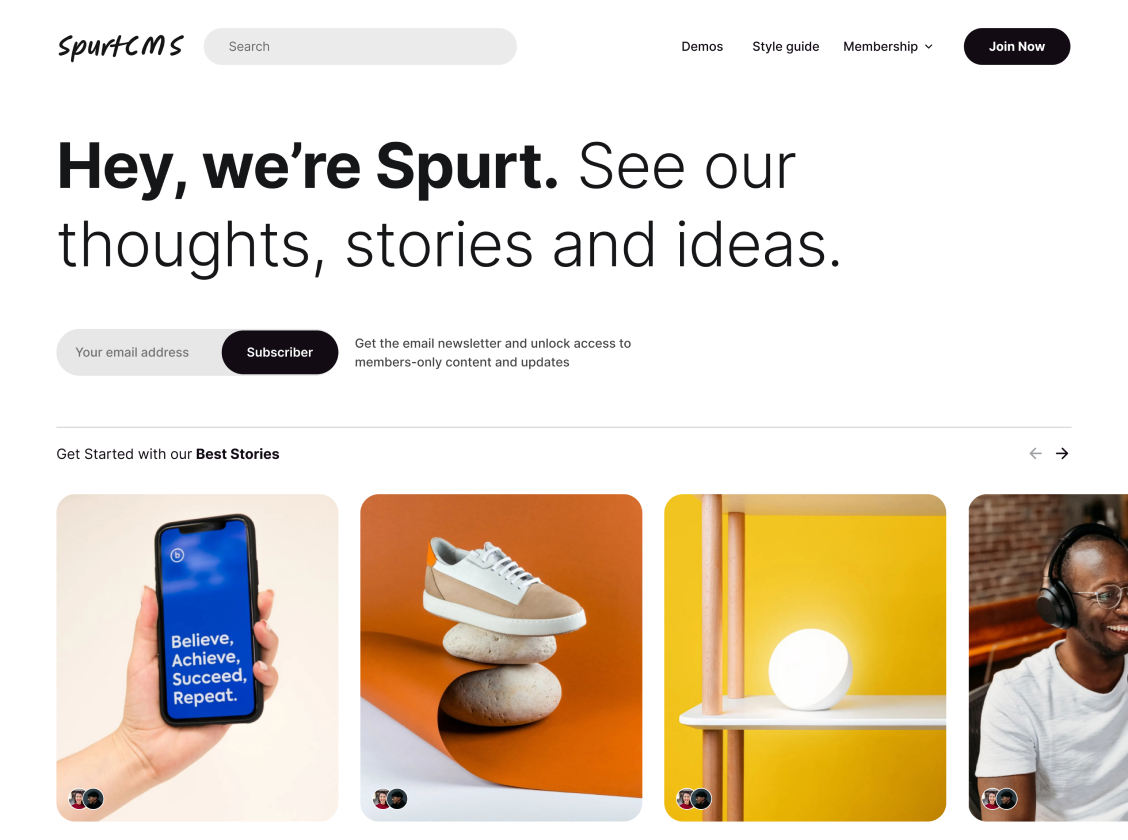 SpurtCMS
Search
Demos
Style guide
Membership
Join Now
Hey, we’re Spurt. See our
thoughts, stories and ideas.
Your email address
Subscriber
Get the email newsletter and unlock access to
members-only content and updates
Get Started with our Best Stories
b
Believe,
Achieve,
Succeed,
Repeat.